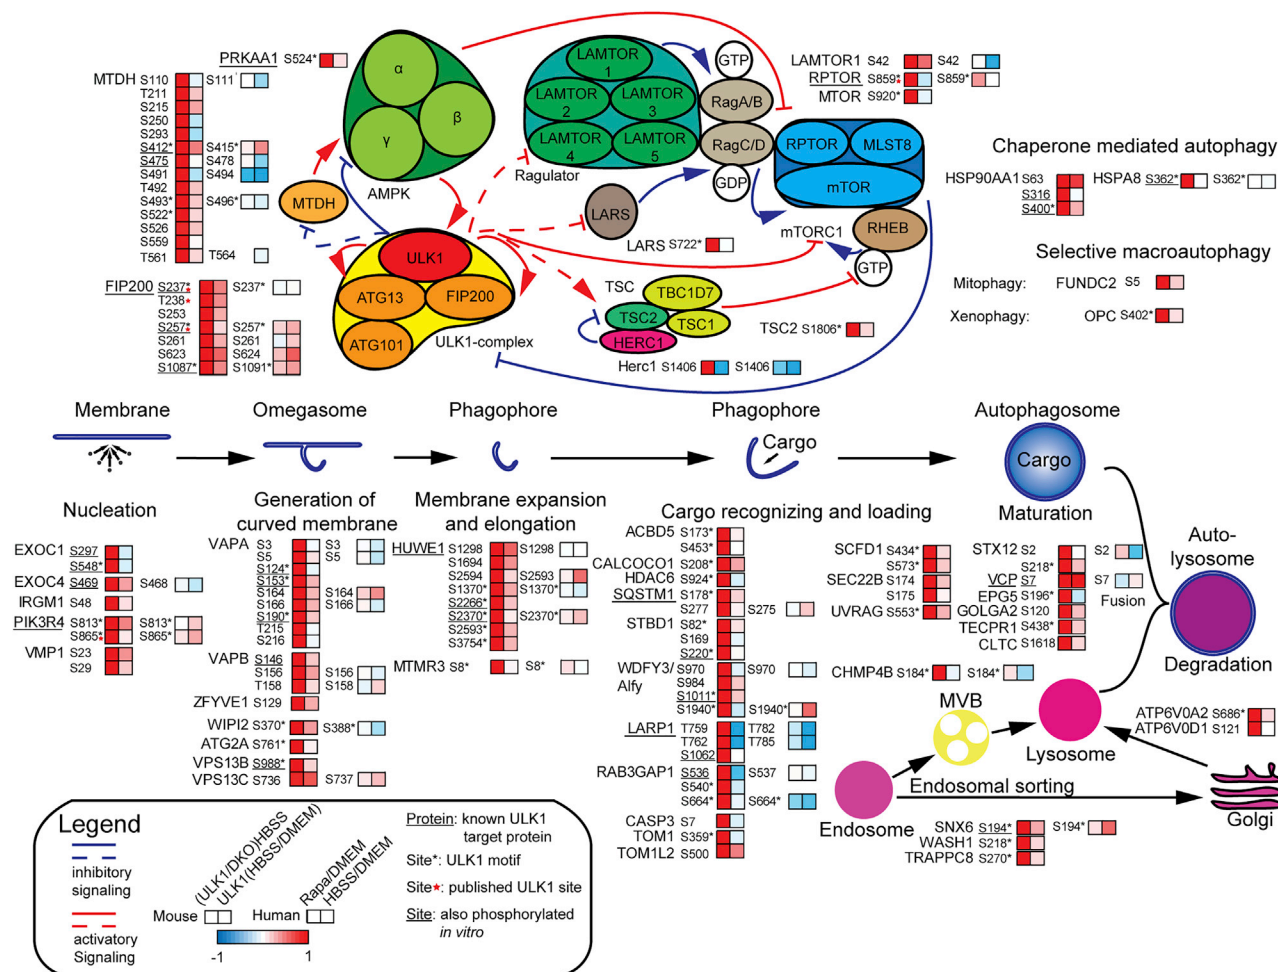 PRKAA1 S524*
MTDH S110 S111
T211
S215
S250
S293
S412* S415*
S475 S478
S491 S494
T492
S493* S496*
S522*
S526
S559
T561 T564
FIP200 S237* S237*
T238*
S253
S257* S257*
S261 S261
S623 S624
S1087* S1091*
α
β
γ
AMPK
MTDH
ULK1
ATG13
FIP200
ATG101
ULK1-complex
LAMTOR
1
LAMTOR
2
LAMTOR
3
LAMTOR
4
LAMTOR
5
Ragulator
GTP
RagA/B
RagC/D
GDP
LARS
LARS S722*
RPTOR
MLST8
mTOR
mTORC1
RHEB
GTP
TSC
TBC1D7
TSC2
TSC1
HERC1
TSC2 S1806*
Herc1 S1406 S1406
LAMTOR1 S42 S42
RPTOR S859* S859*
MTOR S920*
Chaperone mediated autophagy
HSP90AA1 S63 HSPA8 S362* S362*
S316
S400*
Selective macroautophagy
Mitophagy: FUNDC2 S5
Xenophagy: OPC S402*
Membrane
Omegasome
Phagophore
Phagophore
Autophagosome
Cargo
Cargo
Nucleation
EXOC1 S297
S548*
EXOC4 S469 S468
IRGM1 S48
PIK3R4 S813* S813*
S865* S865*
VMP1 S23
S29
Generation of
curved membrane
VAPA S3 S3
S5 S5
S124*
S153*
S164 S164
S166 S166
S190*
T215
S216
VAPB S146
S156 S156
T158 S158
ZFYVE1 S129
WIPI2 S370* S388*
ATG2A S761*
VPS13B S988*
VPS13C S736 S737
Membrane expansion
and elongation
HUWE1 S1298 S1298
S1694
S2594 S2593
S1370* S1370*
S2266*
S2370* S2370*
S2593*
S3754*
MTMR3 S8* S8*
Cargo recognizing and loading
ACBD5 S173*
S453*
CALCOCO1 S208*
HDAC6 S924*
SQSTM1 S178*
S277 S275
STBD1 S82*
S169
S220*
WDFY3/ S970 S970
Alfy S984
S1011*
S1940* S1940*
LARP1 T759 T782
T762 T785
S1062
RAB3GAP1 S536 S537
S540*
S664* S664*
CASP3 S7
TOM1 S359*
TOM1L2 S500
SCFD1 S434*
S573*
SEC22B S174
S175
UVRAG S553*
Maturation
STX12 S2 S2
S218*
VCP S7 S7
EPG5 S196*
Fusion
GOLGA2 S120
TECPR1 S438*
CLTC S1618
CHMP4B S184* S184*
Auto-
lysosome
Degradation
MVB
Lysosome
ATP6V0A2 S686*
ATP6V0D1 S121
Endosome
Endosomal sorting
Golgi
SNX6 S194* S194*
WASH1 S218*
TRAPPC8 S270*
Legend
inhibitory
signaling
activatory
Signaling
(ULK1/DKO)HBSS
ULK1(HBSS/DMEM)
Mouse
Human
Rapa/DMEM
HBSS/DMEM
-1 1
Protein: known ULK1
target protein
Site*: ULK1 motif
Site★: published ULK1 site
Site: also phosphorylated
in vitro